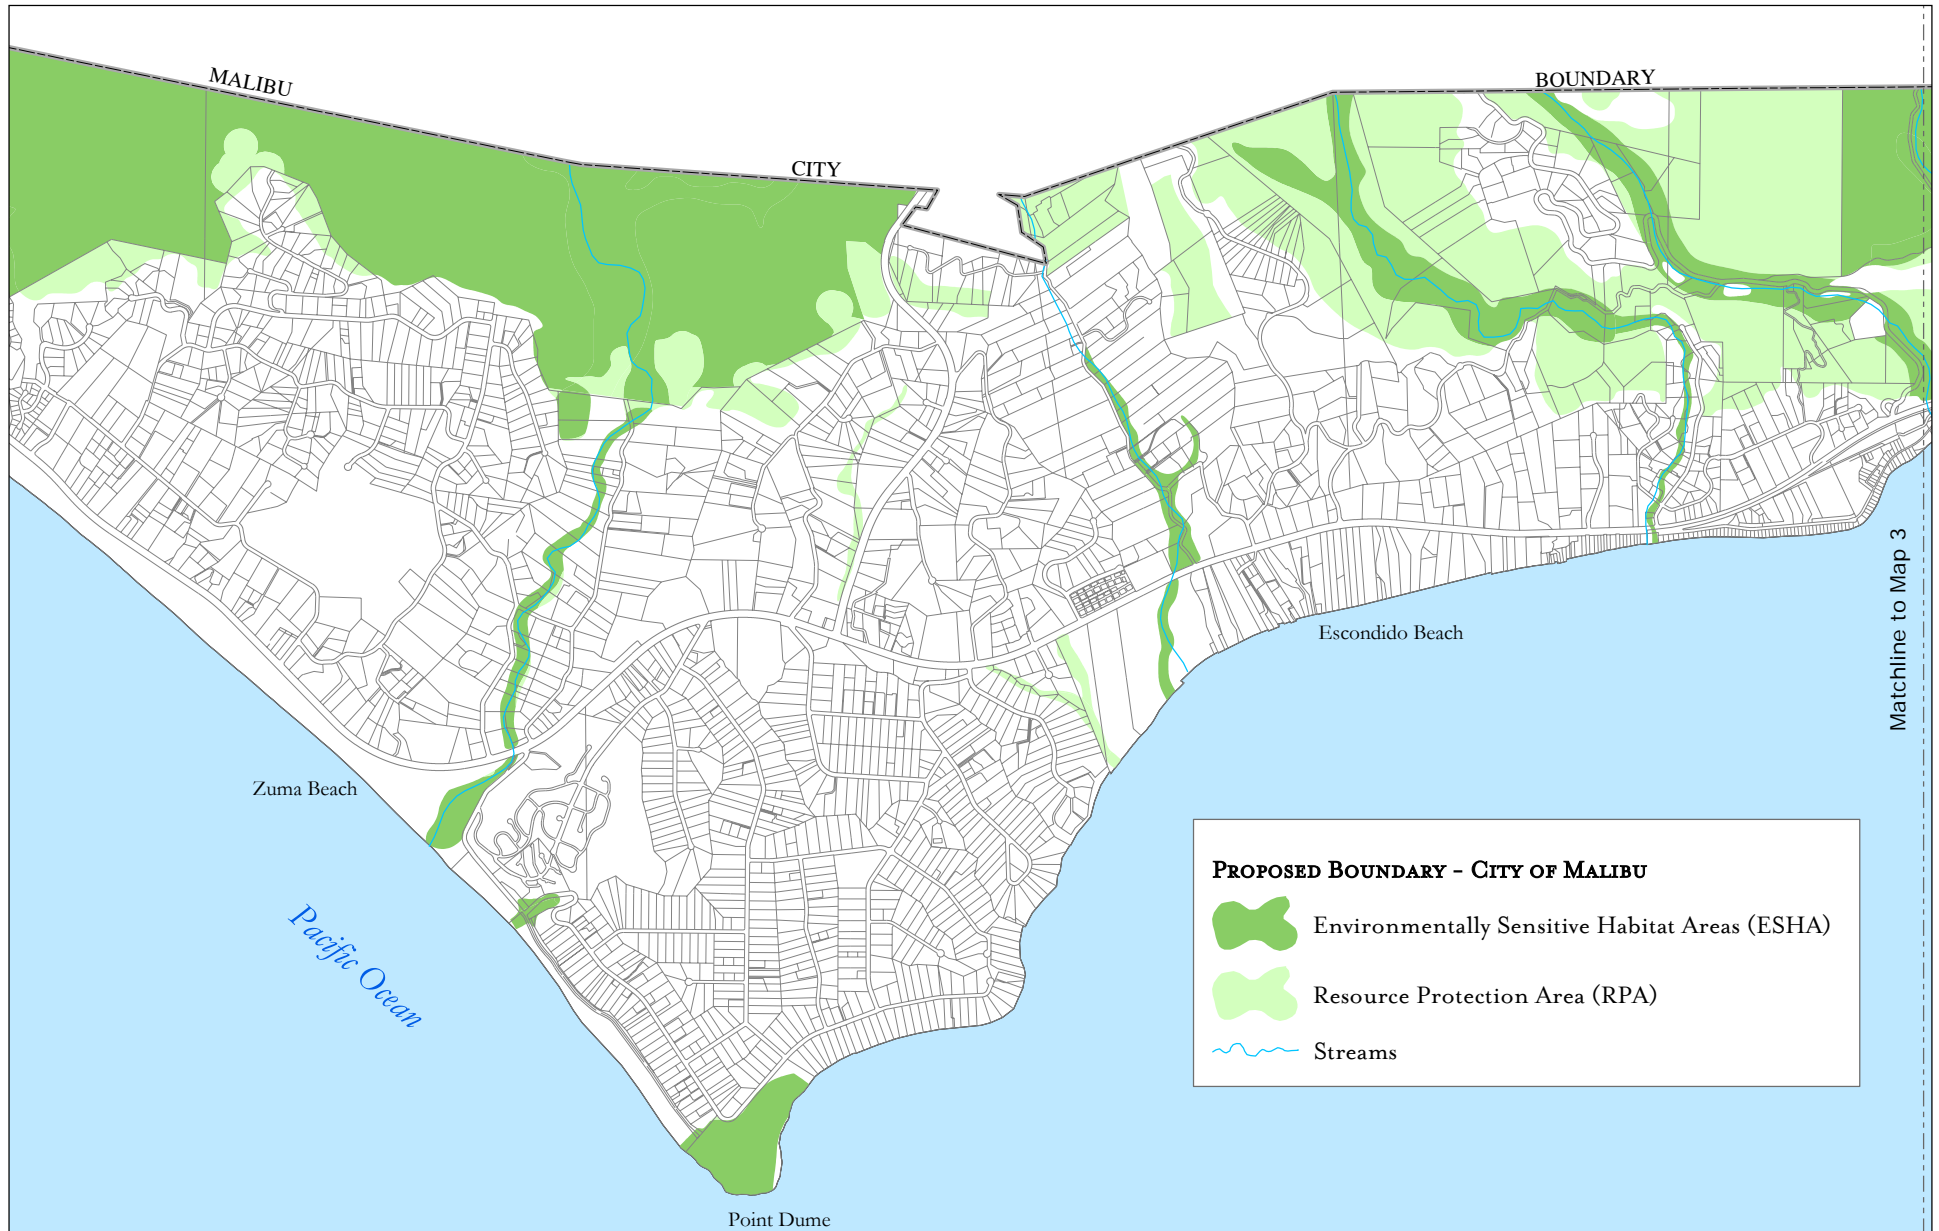 MALIBU
CITY
BOUNDARY
Matchline to Map 3
Escondido Beach
Zuma Beach
Pacific Ocean
Point Dume
PROPOSED BOUNDARY - CITY OF MALIBU
Environmentally Sensitive Habitat Areas (ESHA)
Resource Protection Area (RPA)
Streams